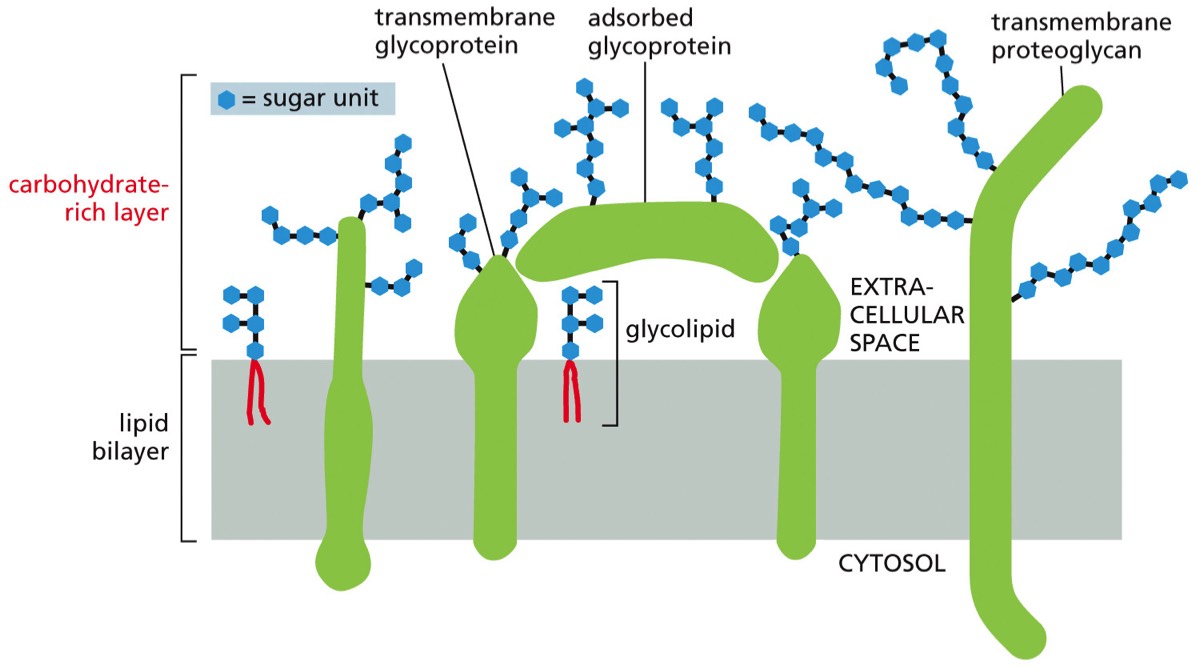 transmembrane
glycoprotein
adsorbed
glycoprotein
transmembrane
proteoglycan
= sugar unit
carbohydrate-
rich layer
glycolipid
EXTRA-
CELLULAR
SPACE
lipid
bilayer
CYTOSOL